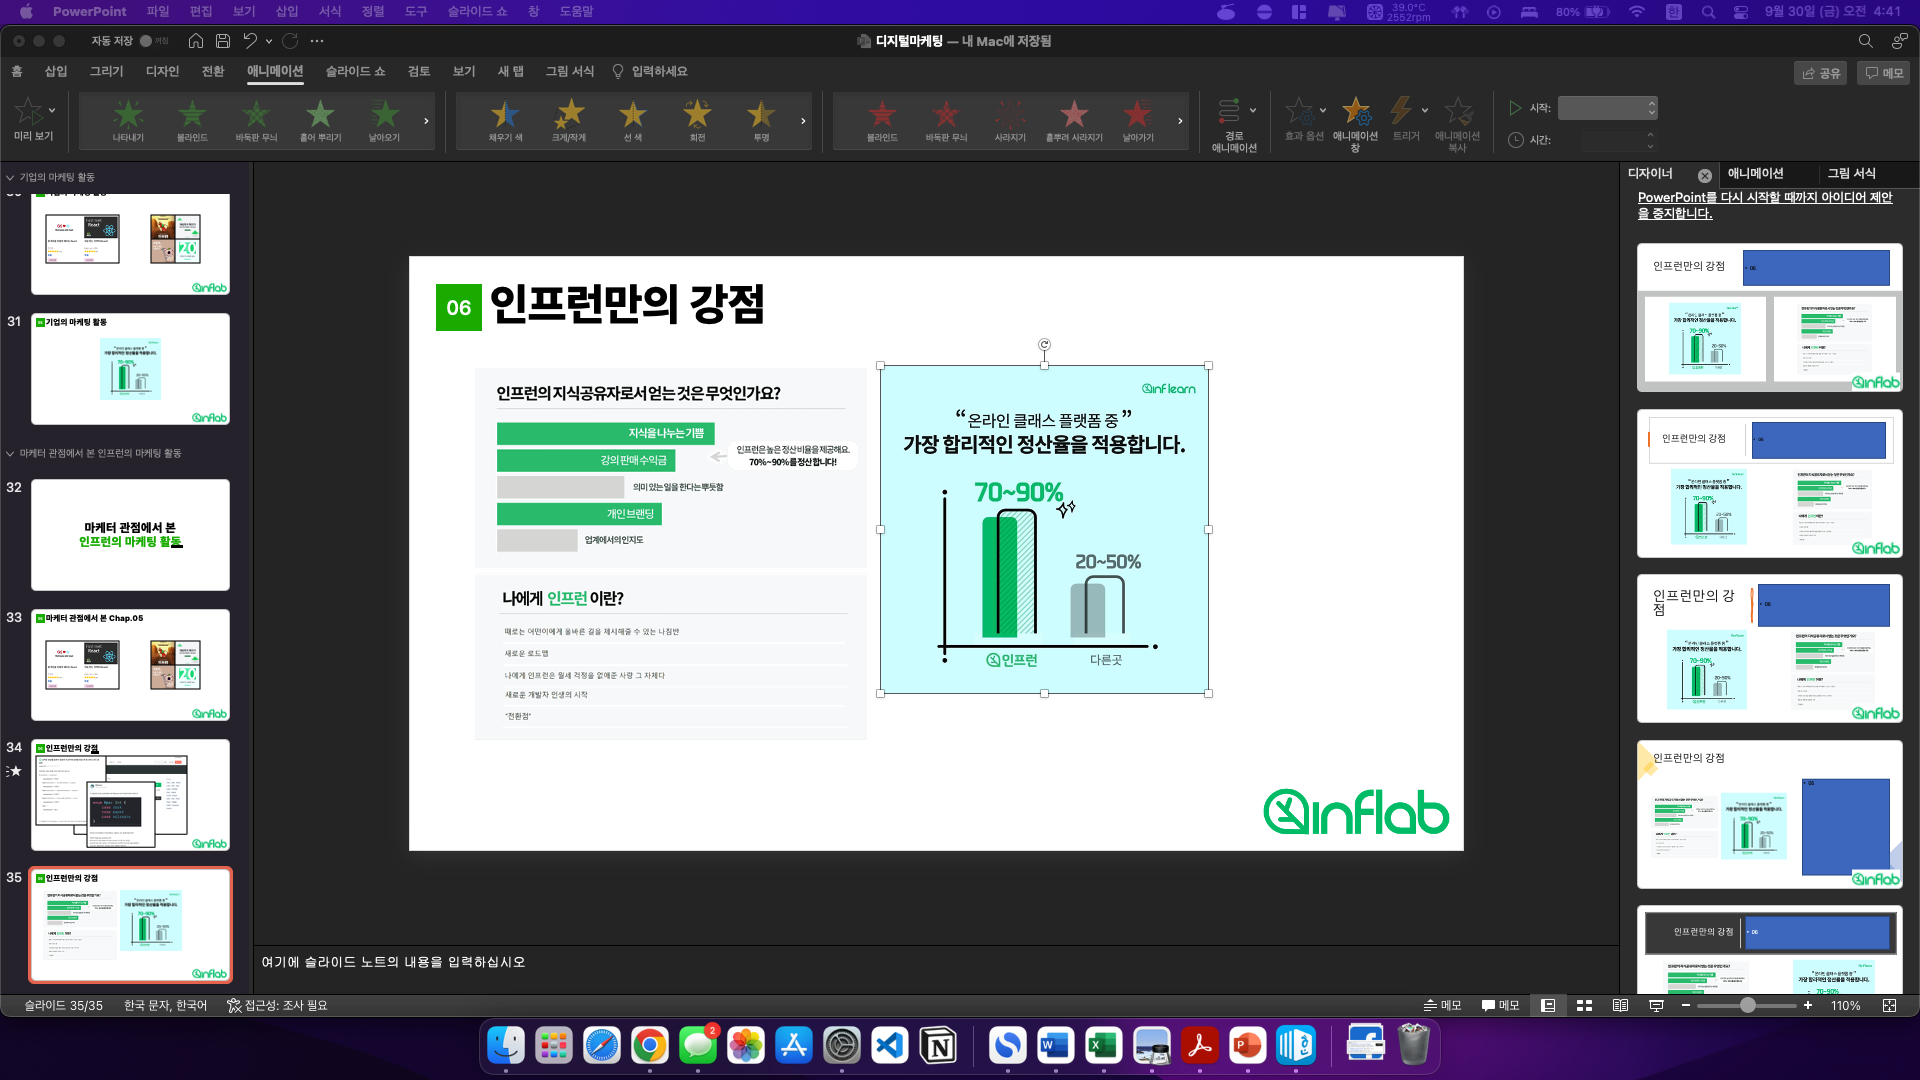 PowerPoint 파일 편집 보기 삽입 서식 정렬 도구 슬라이드 쇼 창 도움말
39.0°C
2552rpm
80%
9월 30일 (금) 오전 4:41
자동 저장 꺼짐
디지털마케팅 — 내 Mac에 저장됨
홈 삽입 그리기 디자인 전환 애니메이션 슬라이드 쇼 검토 보기 새 탭 그림 서식 입력하세요
공유 메모
미리 보기
나타내기 블라인드 바둑판 무늬 흩어 뿌리기 날아오기
채우기 색 크게/작게 선 색 회전 투명
블라인드 바둑판 무늬 사라지기 흩뿌려 사라지기 날아가기
경로
애니메이션
효과 옵션
애니메이션
창
트리거
애니메이션
복사
시작:
시간:
기업의 마케팅 활동
31
기업의 마케팅 활동
inflab
마케터 관점에서 본 인프런의 마케팅 활동
32
마케터 관점에서 본
인프런의 마케팅 활동
33
마케터 관점에서 본 Chap.05
inflab
34
인프런만의 강점
inflab
35
인프런만의 강점
inflab
06 인프런만의 강점
인프런의 지식공유자로서 얻는 것은 무엇인가요?
지식을 나누는 기쁨
강의 판매 수익금
인프런은 높은 정산 비율을 제공해요.
70%~90%를 정산합니다!
의미 있는 일을 한다는 뿌듯함
개인 브랜딩
업계에서의 인지도
나에게 인프런 이란?
때로는 어린이에게 올바른 길을 제시해줄 수 있는 나침반
새로운 로드맵
나에게 인프런은 월세 걱정을 없애준 사랑 그 자체다
새로운 개발자 인생의 시작
"전환점"
inflearn
“ 온라인 클래스 플랫폼 중 ”
가장 합리적인 정산율을 적용합니다.
70~90%
20~50%
인프런
다른곳
inflab
여기에 슬라이드 노트의 내용을 입력하십시오
디자이너 애니메이션 그림 서식
PowerPoint를 다시 시작할 때까지 아이디어 제안
을 중지합니다.
인프런만의 강점
06
inflab
인프런만의 강점
06
inflab
인프런만의 강
점
06
inflab
인프런만의 강점
06
inflab
인프런만의 강점
06
슬라이드 35/35 한국 문자, 한국어 접근성: 조사 필요
메모 메모 110%
2